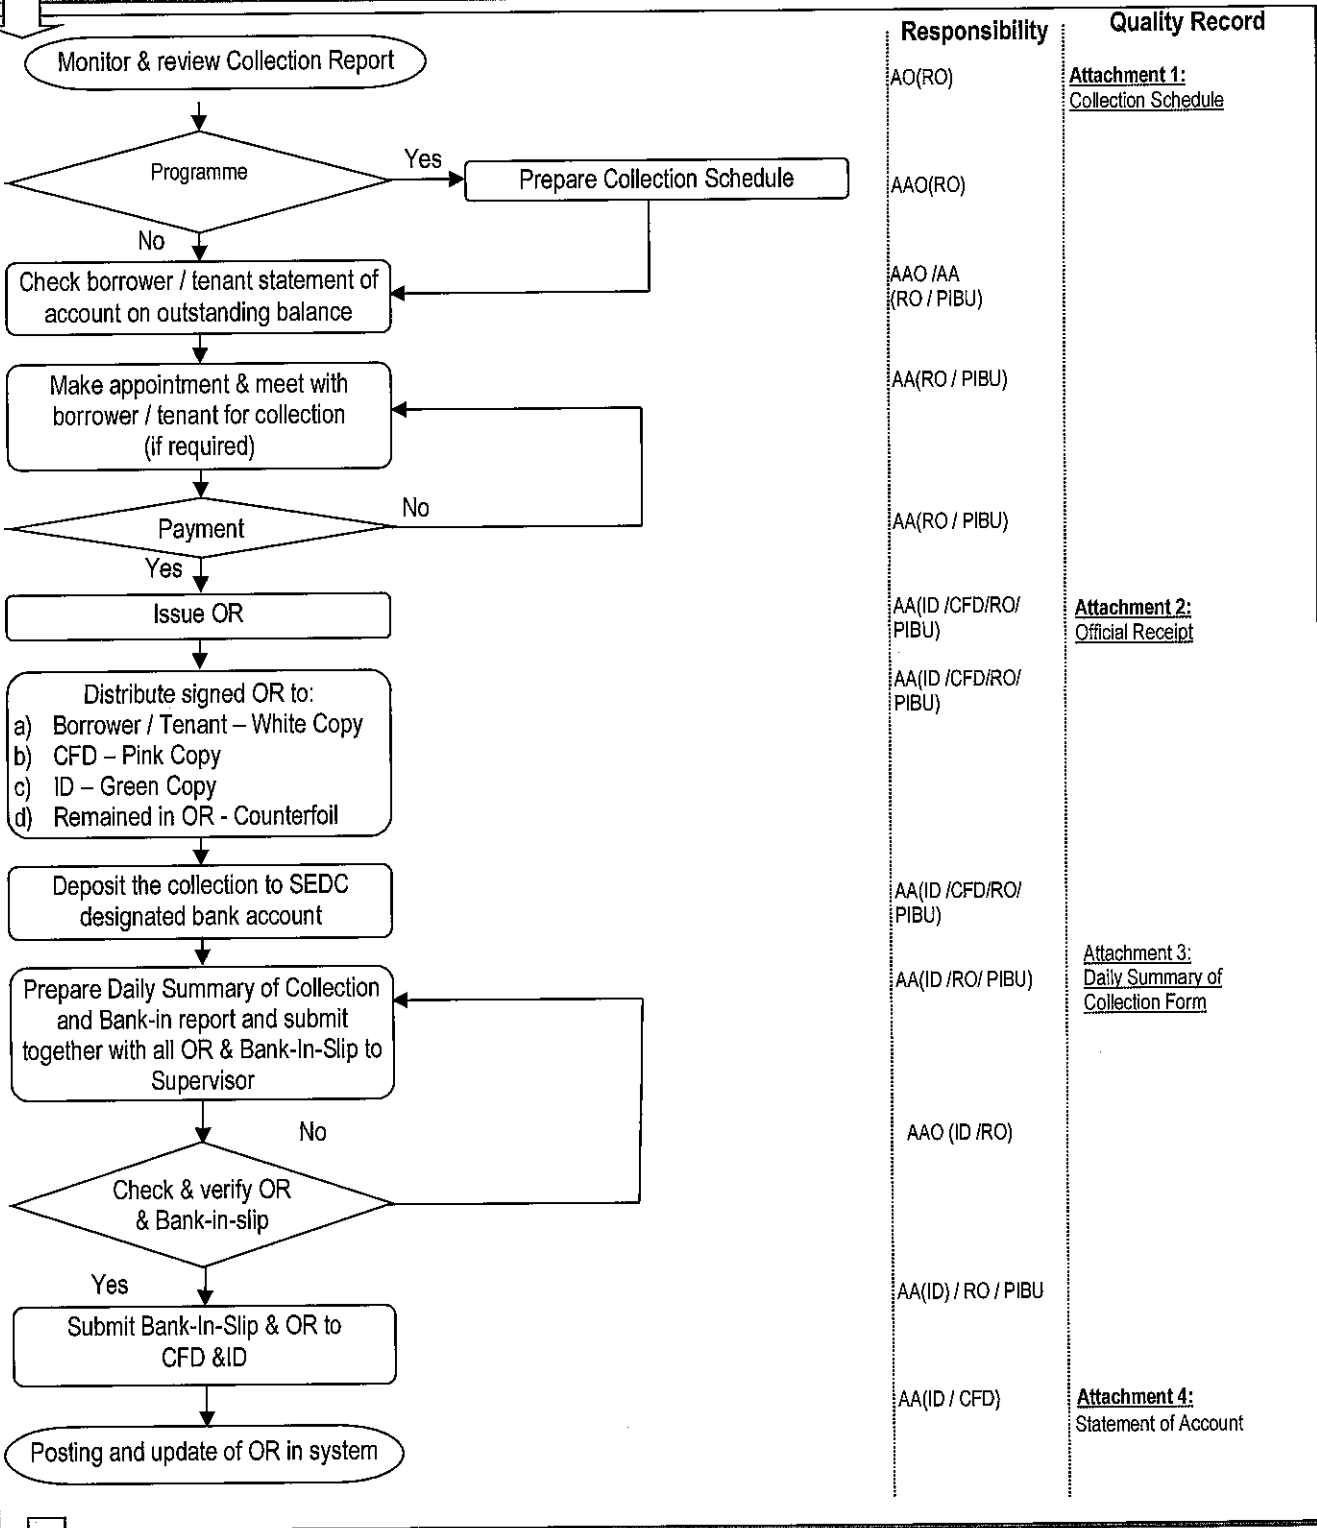 Responsibility
Quality Record
Monitor & review Collection Report
AO(RO)
Attachment 1:
Collection Schedule
Programme
Yes
Prepare Collection Schedule
AAO(RO)
No
Check borrower / tenant statement of
account on outstanding balance
AAO /AA
(RO / PIBU)
Make appointment & meet with
borrower / tenant for collection
(if required)
AA(RO / PIBU)
Payment
No
AA(RO / PIBU)
Yes
Issue OR
AA(ID /CFD/RO/
PIBU)
Attachment 2:
Official Receipt
Distribute signed OR to:
a) Borrower / Tenant – White Copy
b) CFD – Pink Copy
c) ID – Green Copy
d) Remained in OR - Counterfoil
AA(ID /CFD/RO/
PIBU)
Deposit the collection to SEDC
designated bank account
AA(ID /CFD/RO/
PIBU)
Prepare Daily Summary of Collection
and Bank-in report and submit
together with all OR & Bank-In-Slip to
Supervisor
AA(ID /RO/ PIBU)
Attachment 3:
Daily Summary of
Collection Form
No
AAO (ID /RO)
Check & verify OR
& Bank-in-slip
Yes
AA(ID) / RO / PIBU
Submit Bank-In-Slip & OR to
CFD &ID
AA(ID / CFD)
Attachment 4:
Statement of Account
Posting and update of OR in system